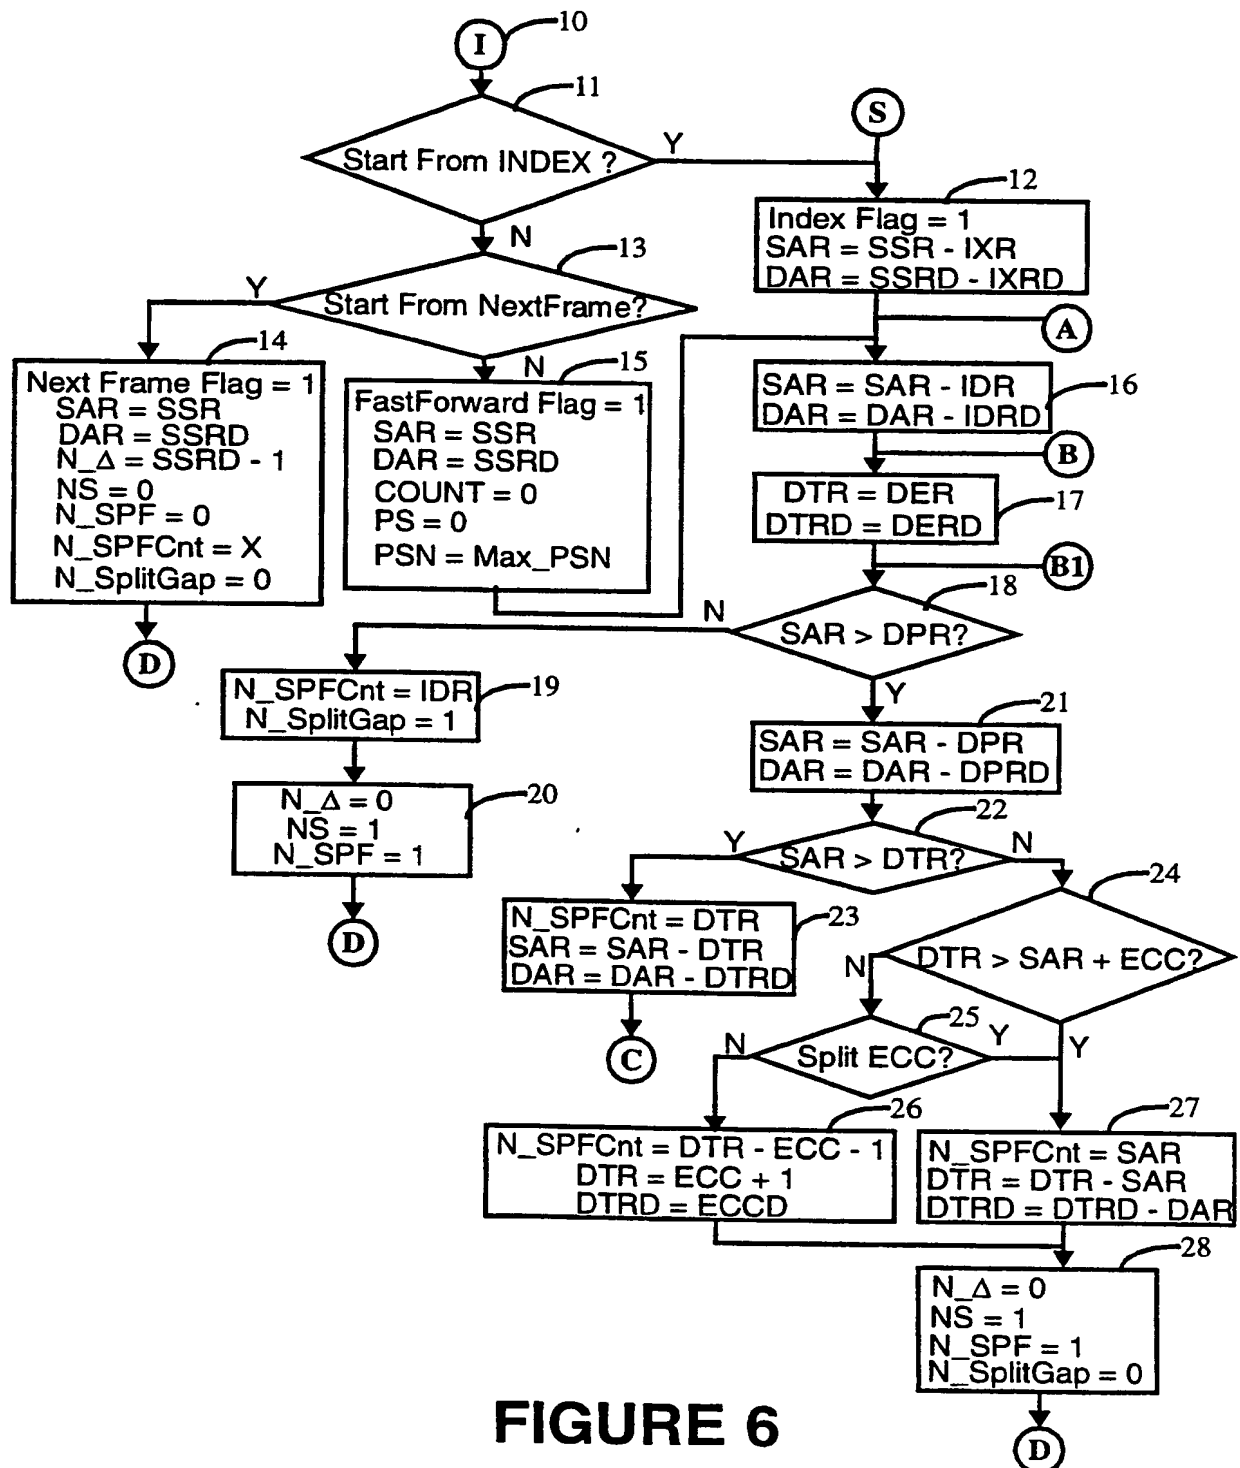 I
10
11
Start From INDEX ?
Y
S
N
12
Index Flag = 1
SAR = SSR - IXR
DAR = SSRD - IXRD
13
Start From NextFrame?
Y
N
A
14
Next Frame Flag = 1
SAR = SSR
DAR = SSRD
N_Δ = SSRD - 1
NS = 0
N_SPF = 0
N_SPFCnt = X
N_SplitGap = 0
D
15
FastForward Flag = 1
SAR = SSR
DAR = SSRD
COUNT = 0
PS = 0
PSN = Max_PSN
16
SAR = SAR - IDR
DAR = DAR - IDRD
B
17
DTR = DER
DTRD = DERD
B1
18
SAR > DPR?
N
Y
19
N_SPFCnt = IDR
N_SplitGap = 1
20
N_Δ = 0
NS = 1
N_SPF = 1
D
21
SAR = SAR - DPR
DAR = DAR - DPRD
22
SAR > DTR?
Y
N
23
N_SPFCnt = DTR
SAR = SAR - DTR
DAR = DAR - DTRD
C
24
DTR > SAR + ECC?
N
Y
25
Split ECC?
N
Y
26
N_SPFCnt = DTR - ECC - 1
DTR = ECC + 1
DTRD = ECCD
27
N_SPFCnt = SAR
DTR = DTR - SAR
DTRD = DTRD - DAR
28
N_Δ = 0
NS = 1
N_SPF = 1
N_SplitGap = 0
D
FIGURE 6